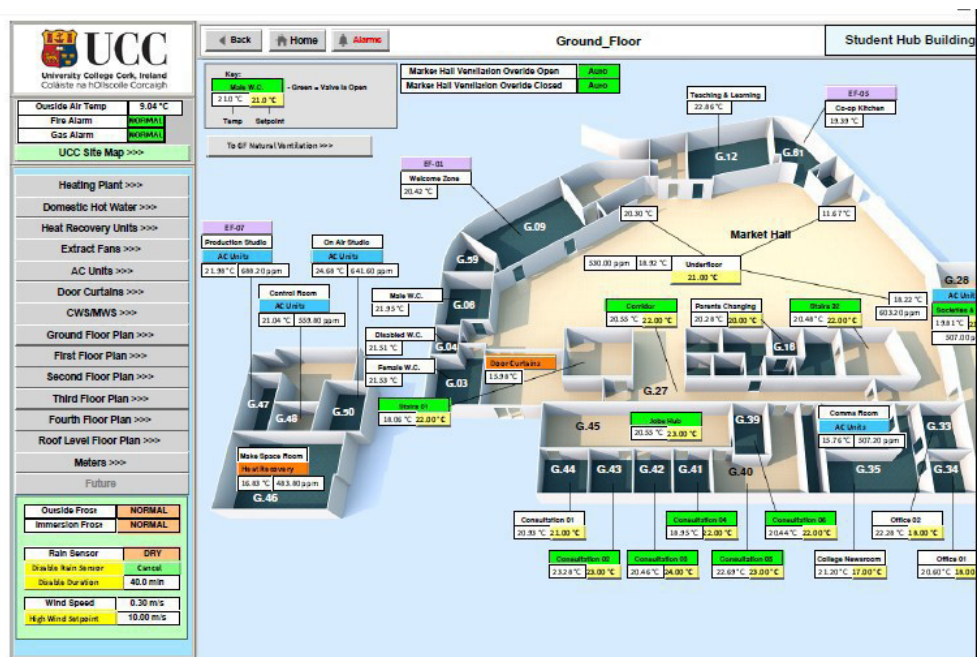 UCC
University College Cork, Ireland
Coláiste na hOllscoile Corcaigh
Outside Air Temp 9.04 °C
Fire Alarm NORMAL
Gas Alarm NORMAL
UCC Site Map >>>
Heating Plant >>>
Domestic Hot Water >>>
Heat Recovery Units >>>
Extract Fans >>>
AC Units >>>
Door Curtains >>>
CWS/MWS >>>
Ground Floor Plan >>>
First Floor Plan >>>
Second Floor Plan >>>
Third Floor Plan >>>
Fourth Floor Plan >>>
Roof Level Floor Plan >>>
Meters >>>
Future
Outside Frost NORMAL
Immersion Frost NORMAL
Rain Sensor DRY
Disable Rain Sensor Cancel
Disable Duration 40.0 min
Wind Speed 0.30 m/s
High Wind Setpoint 10.00 m/s
Back Home Alarms Ground_Floor Student Hub Building
Key:
Male W.C. - Green = Valve is Open
21.0 °C 21.0 °C
Temp Setpoint
Market Hall Ventilation Overide Open Auto
Market Hall Ventilation Overide Closed Auto
To GF Natural Ventilation >>>
Teaching & Learning
22.86 °C
EF-05
Co-op Kitchen
19.39 °C
G.12
G.61
EF-01
Welcome Zone
20.42 °C
G.09
20.30 °C
11.67 °C
Market Hall
EF-07
Production Studio
AC Units
21.98°C 688.20 ppm
On Air Studio
AC Units
24.68 °C 641.60 ppm
G.59
530.00 ppm 18.92 °C Underfloor
21.00 °C
G.28
AC Unit
Societies &
19.81 °C
507.00 p
Control Room
AC Units
21.04 °C 559.80 ppm
Male W.C.
21.95 °C
G.06
18.22 °C
603.20 ppm
Corridor
20.55 °C 22.00 °C
Parents Changing
20.28 °C 20.00 °C
Stairs 02
20.48 °C 22.00 °C
Disabled W.C.
21.51 °C
G.04
G.16
Female W.C.
21.53 °C
G.03
Door Curtains
15.98 °C
G.27
G.47
G.48
G.50
Stairs 01
18.06 °C 22.00 °C
G.45
Jobs Hub
20.55 °C 23.00 °C
G.39
Comms Room
AC Units
15.76 °C 507.20 ppm
G.33
Make Space Room
Heat Recovery
16.83 °C 483.80 ppm
G.46
G.44
G.43
G.42
G.41
G.40
G.35
G.34
Consultation 01
20.93 °C 21.00 °C
Consultation 04
18.95 °C 22.00 °C
Consultation 06
20.44 °C 22.00 °C
Office 02
22.28 °C 18.00 °C
Consultation 02
23.28 °C 23.00 °C
Consultation 03
20.46 °C 24.00 °C
Consultation 05
22.69 °C 23.00 °C
College Newsroom
21.20 °C 17.00 °C
Office 01
20.60 °C 18.00